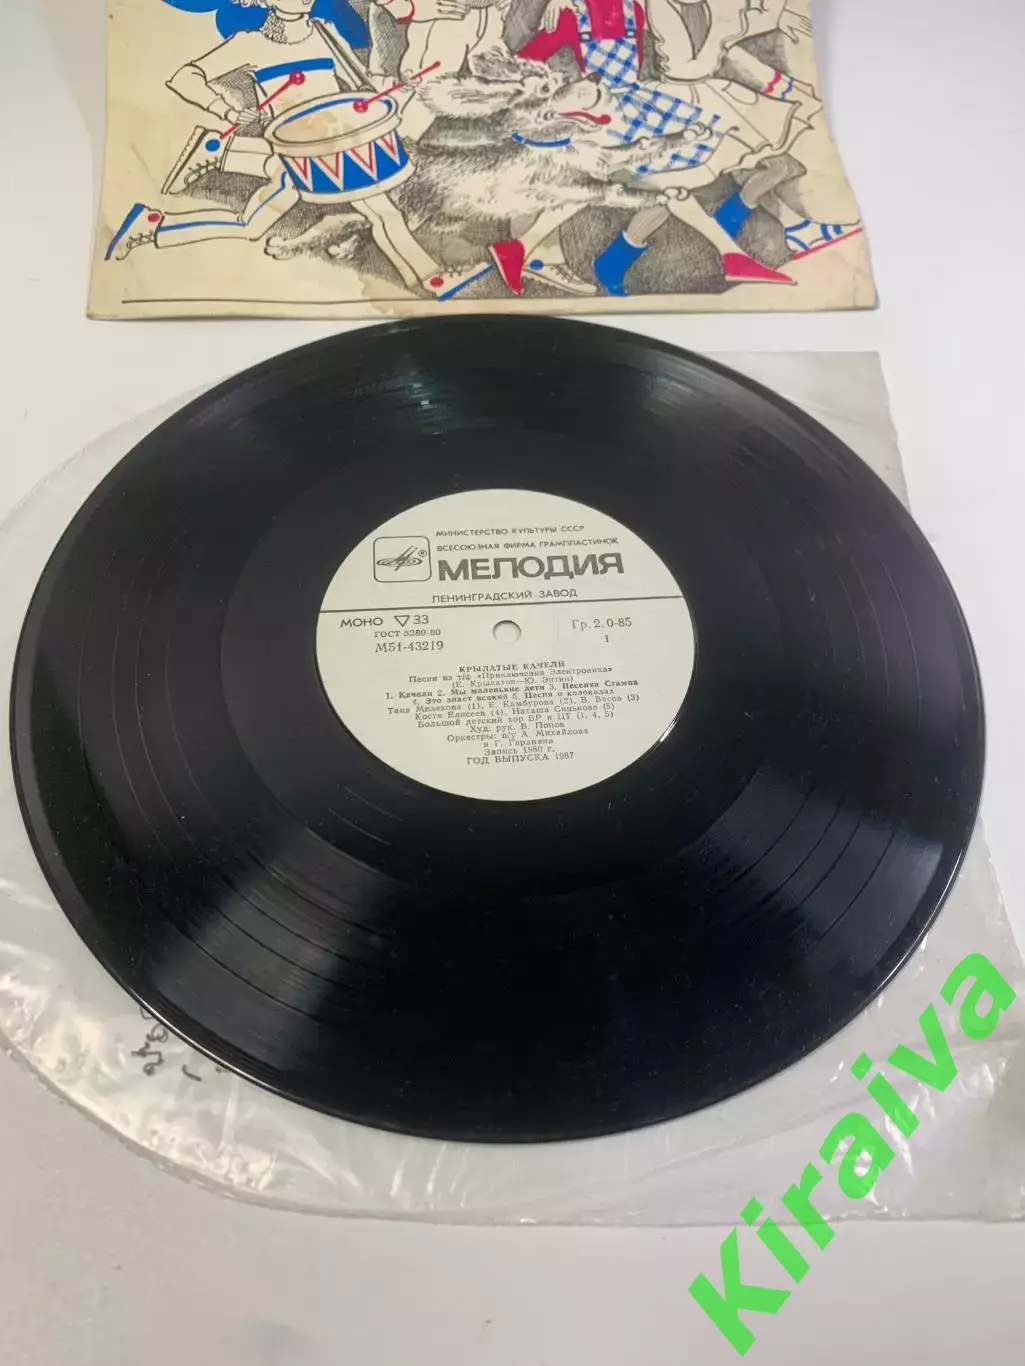 МИНИСТЕРСТВО КУЛЬТУРЫ СССР
ВСЕСОЮЗНАЯ ФИРМА ГРАМПЛАСТИНОК
МЕЛОДИЯ
ЛЕНИНГРАДСКИЙ ЗАВОД
МОНО 33
ГОСТ 5289-80
М51-43219
Гр. 2. 0-85
1
КРЫЛАТЫЕ КАЧЕЛИ
Песни из т/ф «Приключения Электроника»
(Е. Крылатов—Ю. Энтин)
1. Качели 2. Мы маленькие дети 3. Песенка Стампа
4. Это знает всякий 5. Песня о колоколах
Таня Мелехова (1), Е. Камбурова (2), В. Басов (3)
Костя Елисеев (4), Наташа Синькова (5)
Большой детский хор ВР и ЦТ (1, 4, 5)
Худ. рук. В. Попов
Оркестры: п/у А. Михайлова
и Г. Гараняна
Запись 1980 г.
ГОД ВЫПУСКА 1987
Kiraiva